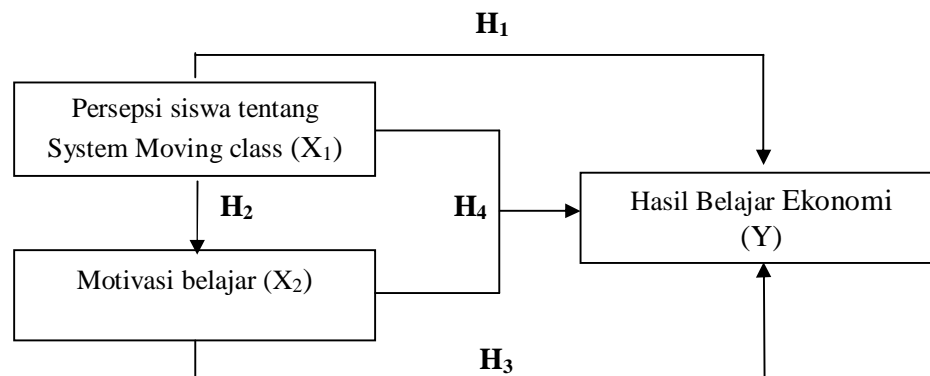 H₁
Persepsi siswa tentang
System Moving class (X₁)
H₂
H₄
Hasil Belajar Ekonomi
(Y)
Motivasi belajar (X₂)
H₃